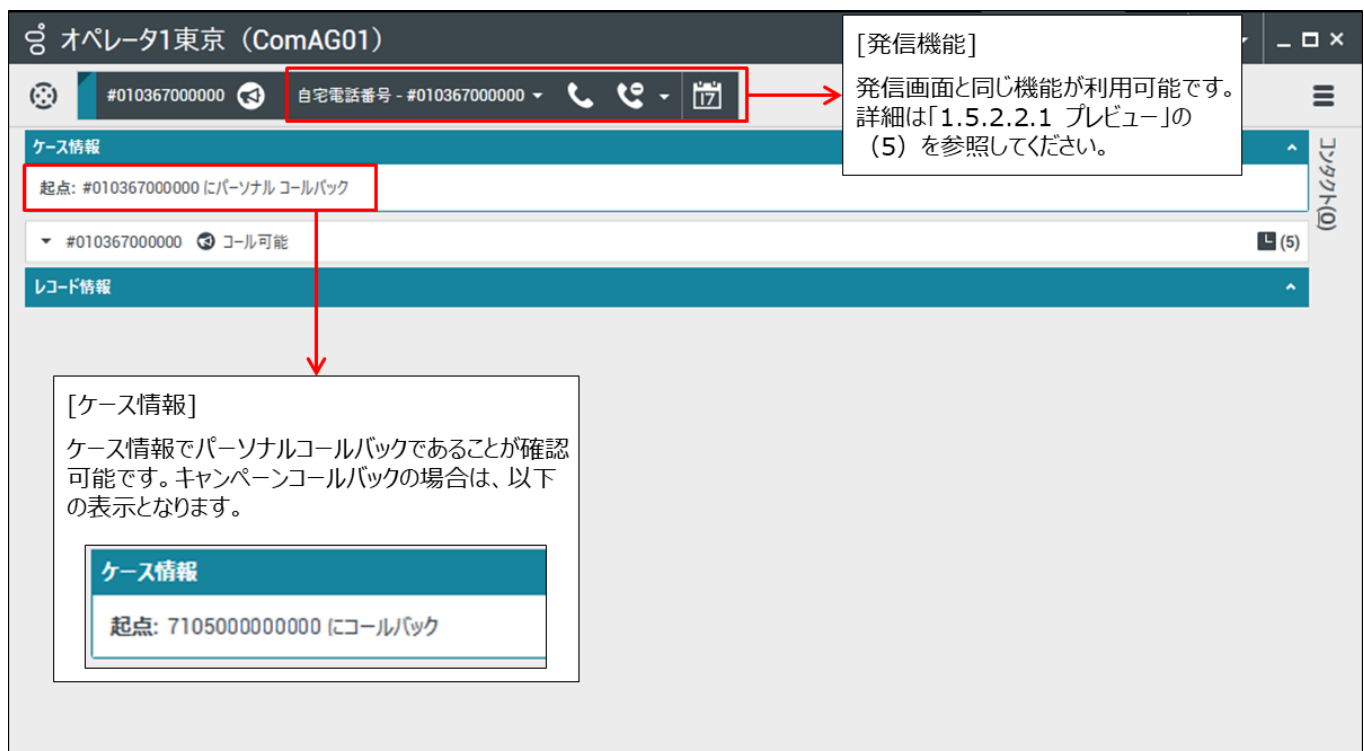 オペレータ1東京（ComAG01）
#010367000000
自宅電話番号 - #010367000000
17
[発信機能]
発信画面と同じ機能が利用可能です。
詳細は「1.5.2.2.1 プレビュー」の
（5）を参照してください。
ケース情報
起点: #010367000000 にパーソナル コールバック
コンタクト(O)
#010367000000 コール可能
(5)
レコード情報
[ケース情報]
ケース情報でパーソナルコールバックであることが確認
可能です。キャンペーンコールバックの場合は、以下
の表示となります。
ケース情報
起点: 7105000000000 にコールバック